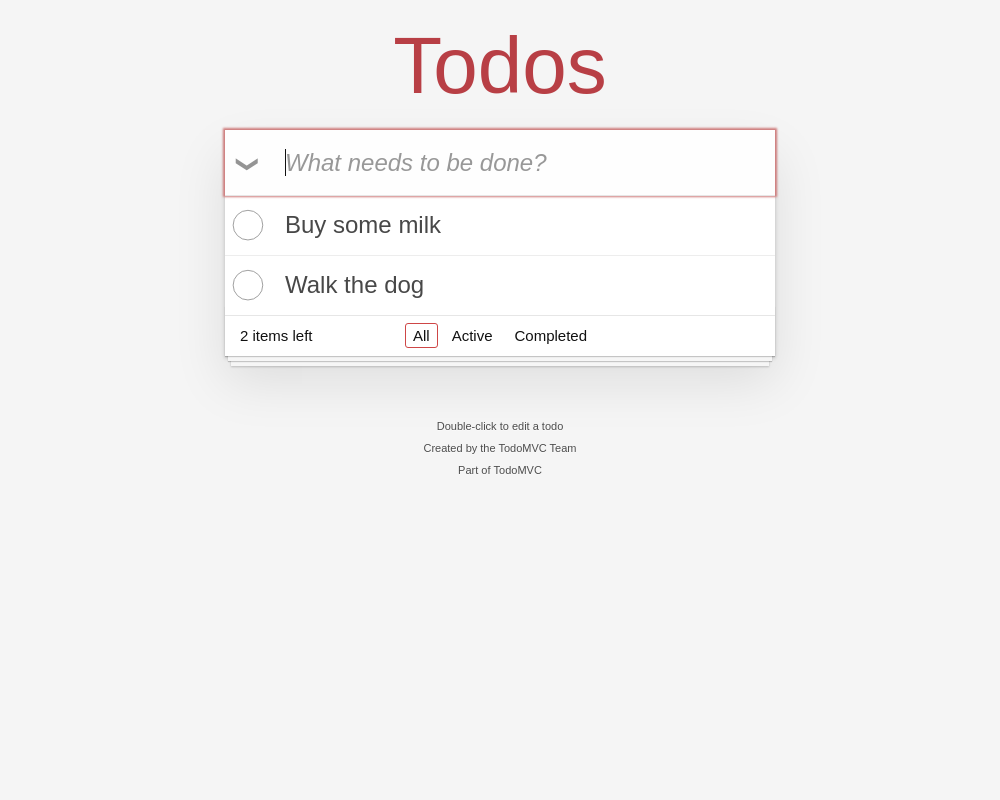 Todos
What needs to be done?
Buy some milk
Walk the dog
2 items left All Active Completed
Double-click to edit a todo
Created by the TodoMVC Team
Part of TodoMVC